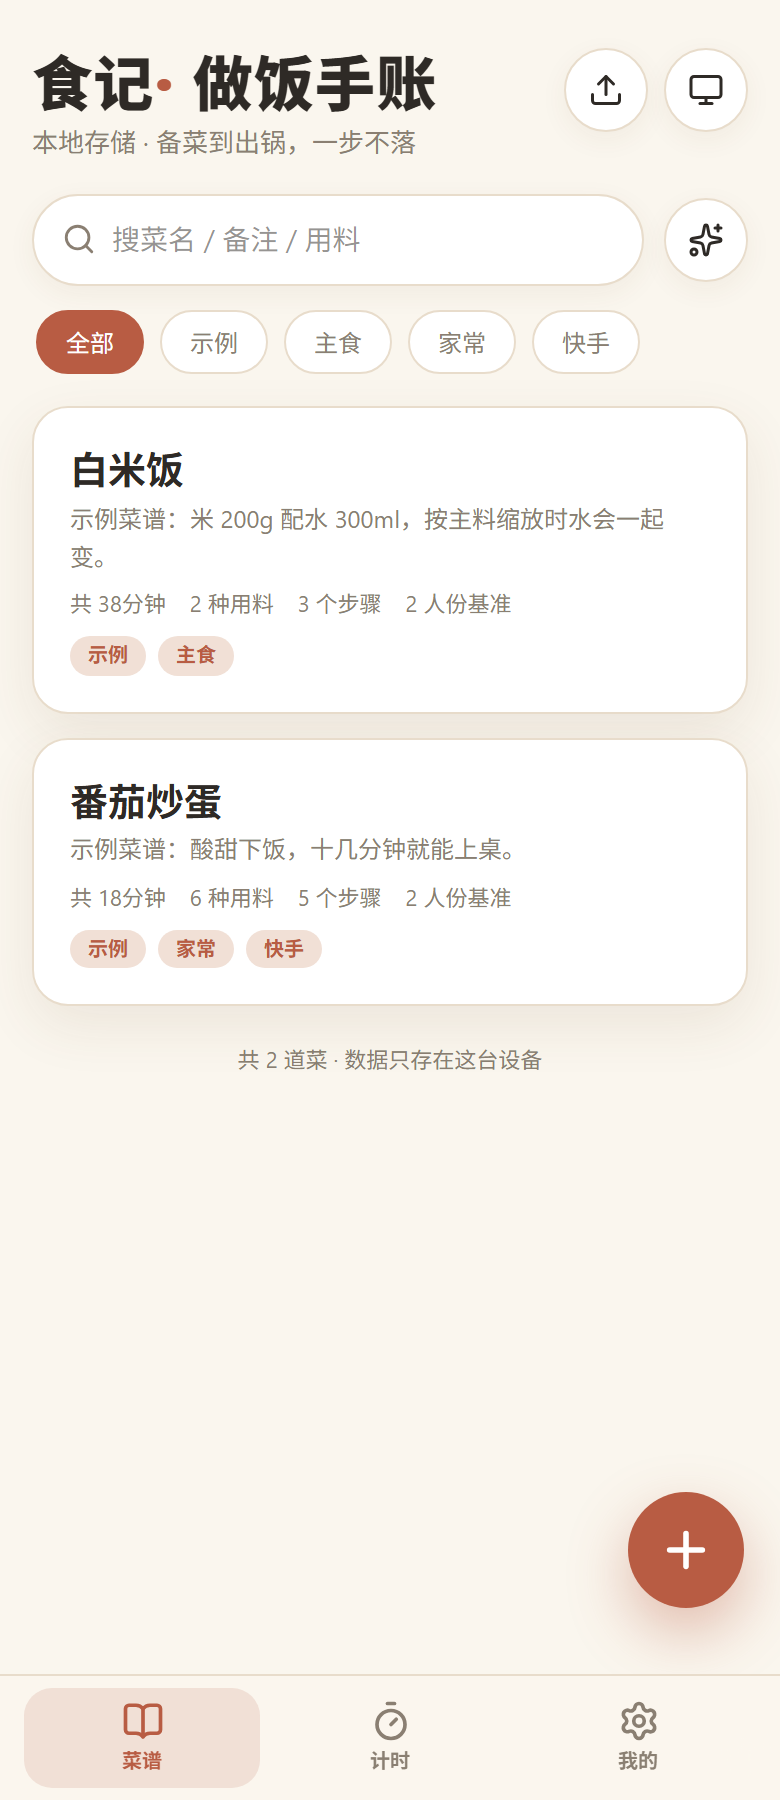 食记· 做饭手账
本地存储 · 备菜到出锅，一步不落
搜菜名 / 备注 / 用料
全部 示例 主食 家常 快手
白米饭
示例菜谱：米 200g 配水 300ml，按主料缩放时水会一起
变。
共 38分钟 2 种用料 3 个步骤 2 人份基准
示例 主食
番茄炒蛋
示例菜谱：酸甜下饭，十几分钟就能上桌。
共 18分钟 6 种用料 5 个步骤 2 人份基准
示例 家常 快手
共 2 道菜 · 数据只存在这台设备
菜谱 计时 我的